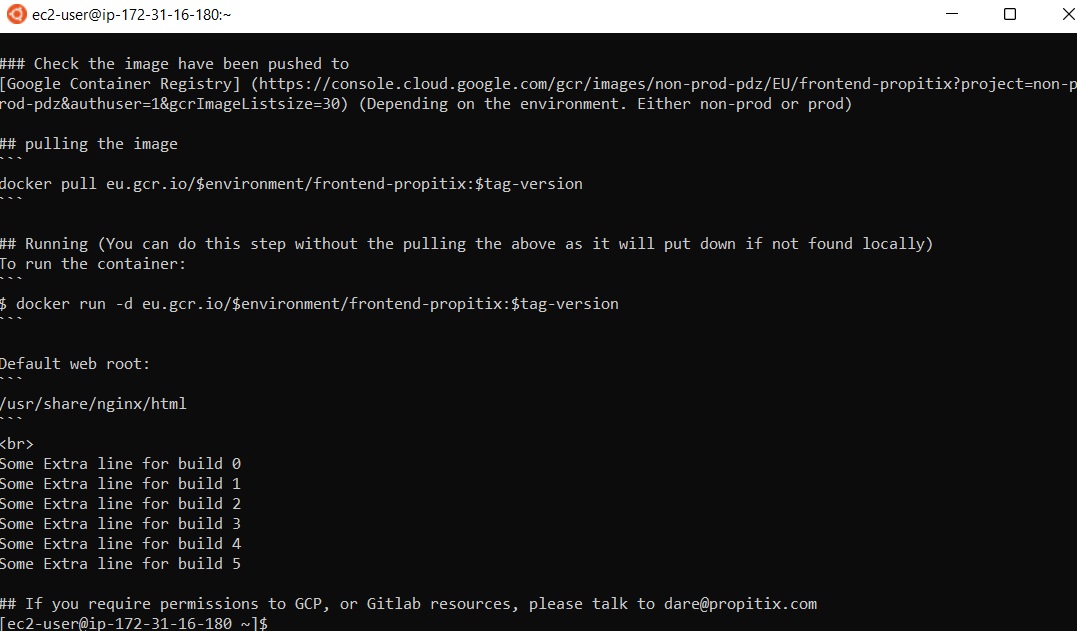 ec2-user@ip-172-31-16-180:~
### Check the image have been pushed to
[Google Container Registry] (https://console.cloud.google.com/gcr/images/non-prod-pdz/EU/frontend-propitix?project=non-p
rod-pdz&authuser=1&gcrImageListsize=30) (Depending on the environment. Either non-prod or prod)
## pulling the image
```
docker pull eu.gcr.io/$environment/frontend-propitix:$tag-version
```
## Running (You can do this step without the pulling the above as it will put down if not found locally)
To run the container:
```
$ docker run -d eu.gcr.io/$environment/frontend-propitix:$tag-version
```
Default web root:
```
/usr/share/nginx/html
```
<br>
Some Extra line for build 0
Some Extra line for build 1
Some Extra line for build 2
Some Extra line for build 3
Some Extra line for build 4
Some Extra line for build 5
## If you require permissions to GCP, or Gitlab resources, please talk to dare@propitix.com
[ec2-user@ip-172-31-16-180 ~]$